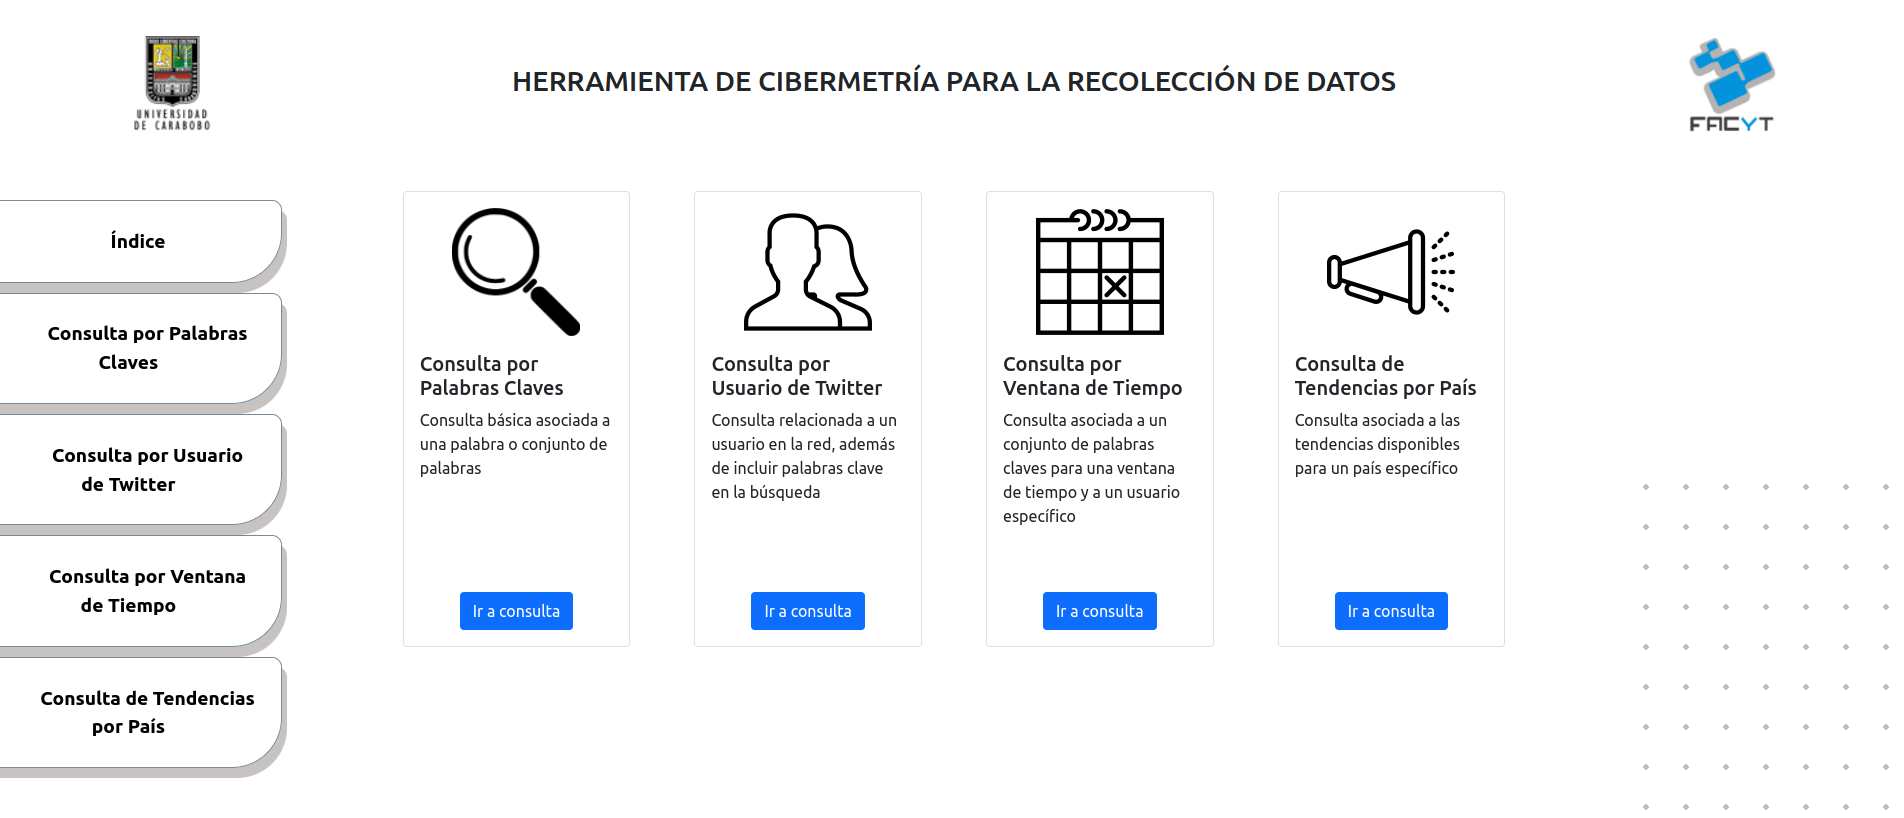 UNIVERSIDAD
DE CARABOBO
HERRAMIENTA DE CIBERMETRÍA PARA LA RECOLECCIÓN DE DATOS
FACYT
Índice
Consulta por Palabras
Claves
Consulta por Usuario
de Twitter
Consulta por Ventana
de Tiempo
Consulta de Tendencias
por País
Consulta por
Palabras Claves
Consulta básica asociada a
una palabra o conjunto de
palabras
Ir a consulta
Consulta por
Usuario de Twitter
Consulta relacionada a un
usuario en la red, además
de incluir palabras clave
en la búsqueda
Ir a consulta
Consulta por
Ventana de Tiempo
Consulta asociada a un
conjunto de palabras
claves para una ventana
de tiempo y a un usuario
específico
Ir a consulta
Consulta de
Tendencias por País
Consulta asociada a las
tendencias disponibles
para un país específico
Ir a consulta